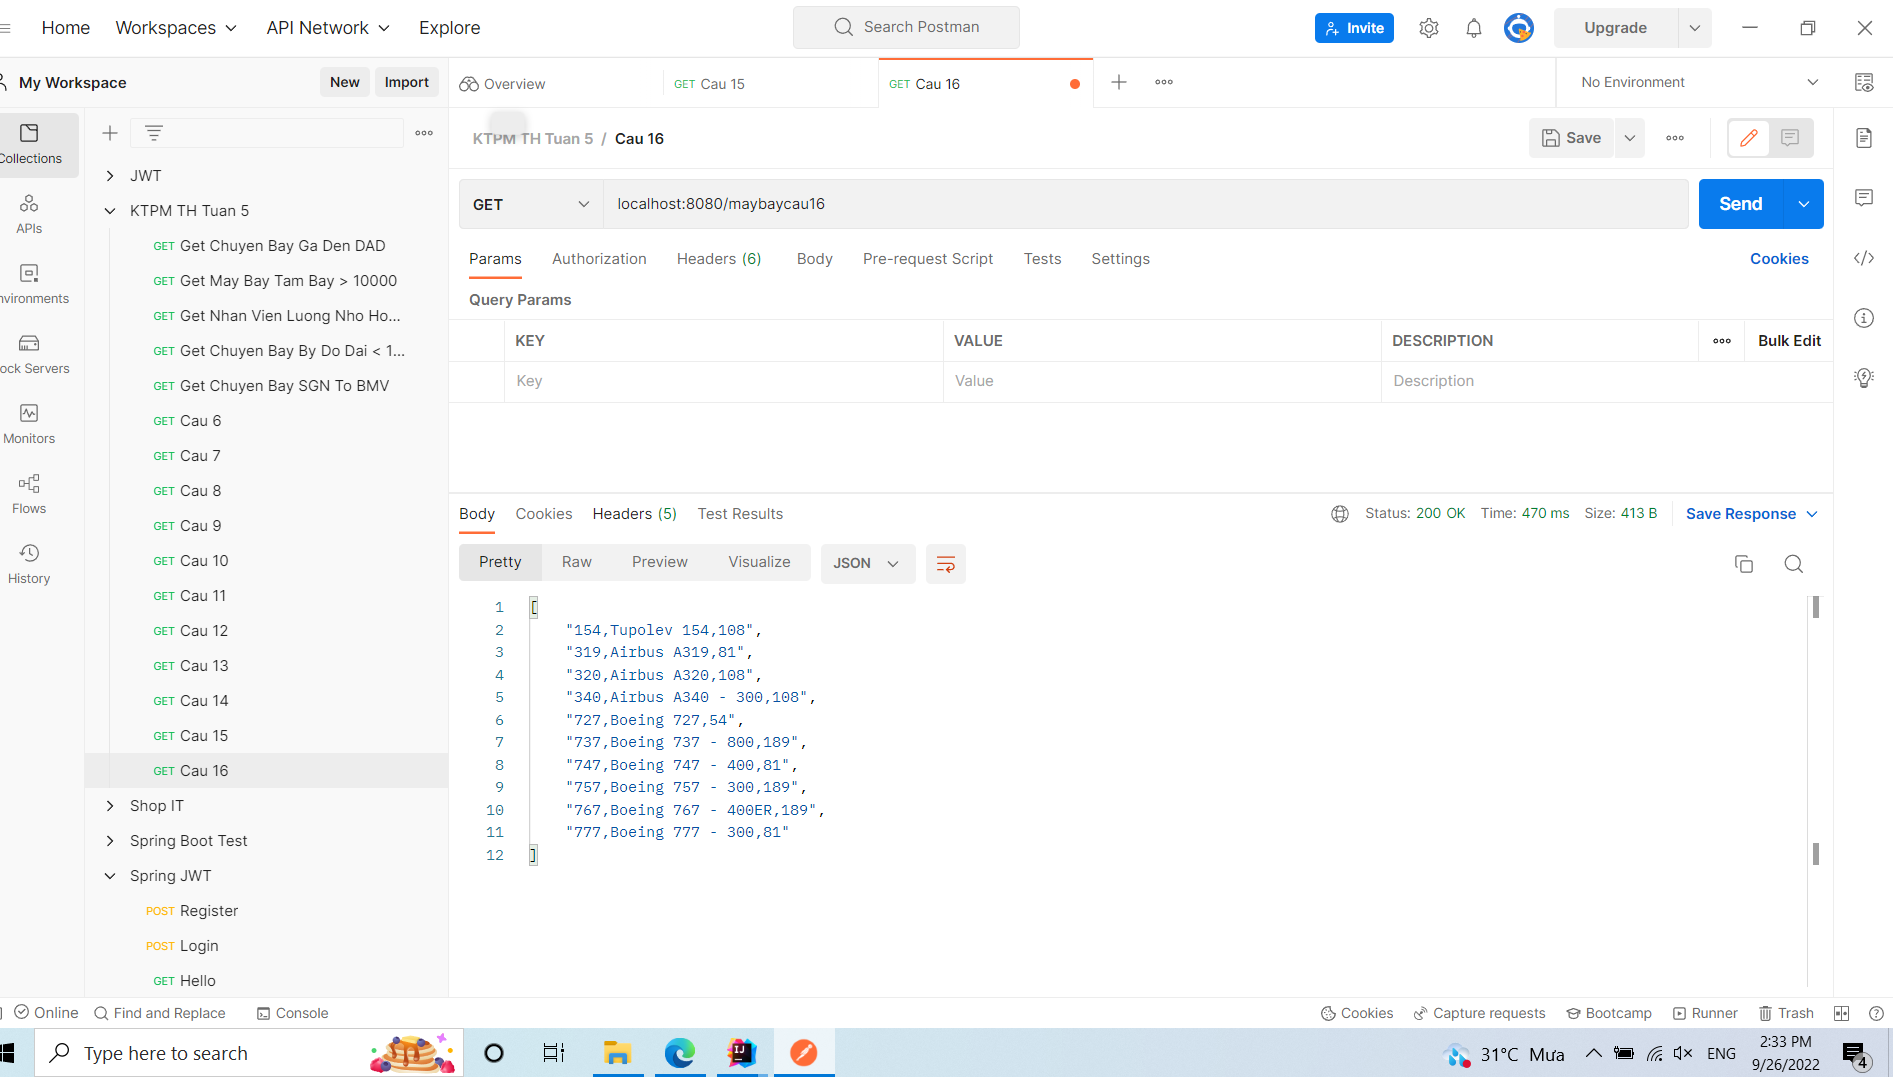 Home
Workspaces
API Network
Explore
Search Postman
Invite
Upgrade
My Workspace
New
Import
Overview
GET Cau 15
GET Cau 16
No Environment
KTPM TH Tuan 5 / Cau 16
Save
Collections
APIs
nvironments
ock Servers
Monitors
Flows
History
JWT
KTPM TH Tuan 5
GET Get Chuyen Bay Ga Den DAD
GET Get May Bay Tam Bay > 10000
GET Get Nhan Vien Luong Nho Ho...
GET Get Chuyen Bay By Do Dai < 1...
GET Get Chuyen Bay SGN To BMV
GET Cau 6
GET Cau 7
GET Cau 8
GET Cau 9
GET Cau 10
GET Cau 11
GET Cau 12
GET Cau 13
GET Cau 14
GET Cau 15
GET Cau 16
Shop IT
Spring Boot Test
Spring JWT
POST Register
POST Login
GET Hello
GET
localhost:8080/maybaycau16
Send
Params
Authorization
Headers (6)
Body
Pre-request Script
Tests
Settings
Cookies
Query Params
KEY VALUE DESCRIPTION
Bulk Edit
Key Value Description
Body
Cookies
Headers (5)
Test Results
Status: 200 OK Time: 470 ms Size: 413 B
Save Response
Pretty
Raw
Preview
Visualize
JSON
1 [
2 "154,Tupolev 154,108",
3 "319,Airbus A319,81",
4 "320,Airbus A320,108",
5 "340,Airbus A340 - 300,108",
6 "727,Boeing 727,54",
7 "737,Boeing 737 - 800,189",
8 "747,Boeing 747 - 400,81",
9 "757,Boeing 757 - 300,189",
10 "767,Boeing 767 - 400ER,189",
11 "777,Boeing 777 - 300,81"
12 ]
Online
Find and Replace
Console
Cookies
Capture requests
Bootcamp
Runner
Trash
Type here to search
31°C Mưa
ENG
2:33 PM
9/26/2022
4